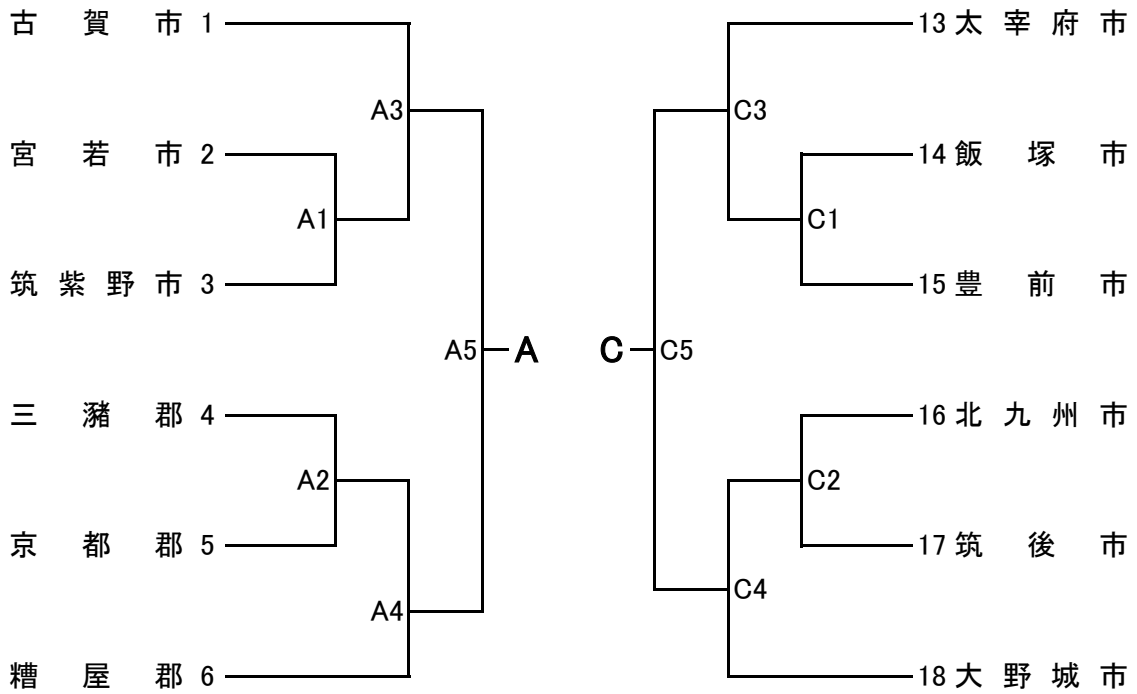 古賀市 1
A3
宮若市 2
A1
筑紫野市 3
A5 A
三瀦郡 4
A2
京都郡 5
A4
糟屋郡 6
13 太宰府市
C3
14 飯塚市
C1
15 豊前市
C C5
16 北九州市
C2
17 筑後市
C4
18 大野城市